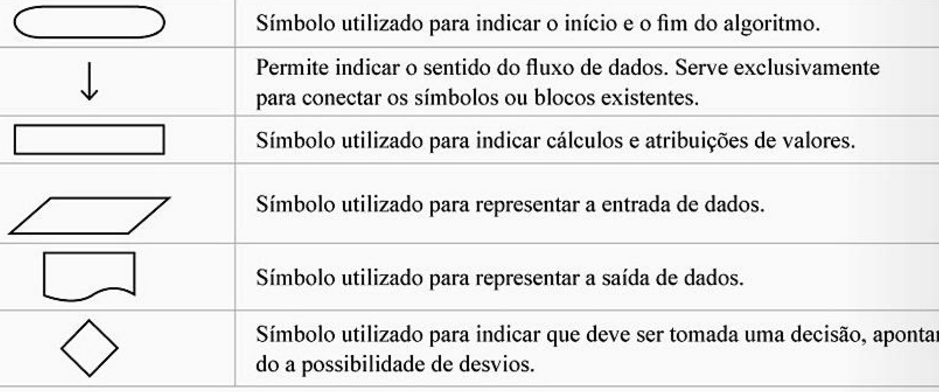 Símbolo utilizado para indicar o início e o fim do algoritmo.
Permite indicar o sentido do fluxo de dados. Serve exclusivamente
para conectar os símbolos ou blocos existentes.
Símbolo utilizado para indicar cálculos e atribuições de valores.
Símbolo utilizado para representar a entrada de dados.
Símbolo utilizado para representar a saída de dados.
Símbolo utilizado para indicar que deve ser tomada uma decisão, apontan
do a possibilidade de desvios.